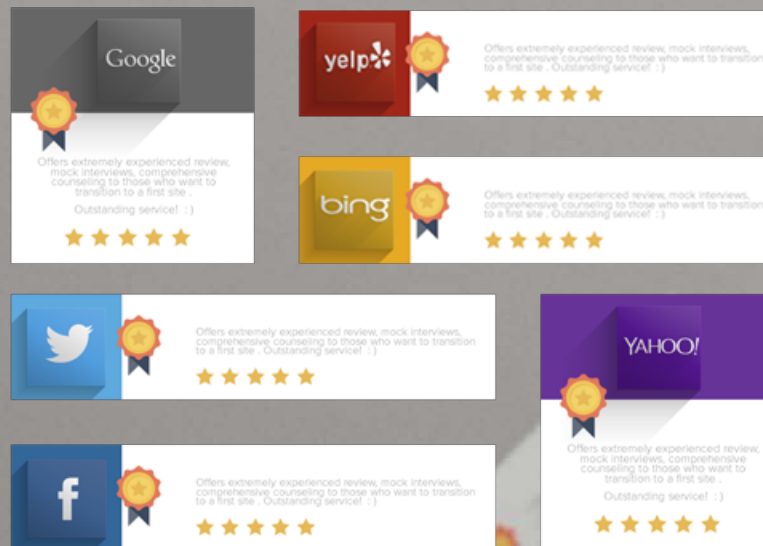 Google
Offers extremely experienced review,
mock interviews, comprehensive
counseling to those who want to
transition to a first site .
Outstanding service! : )
yelp
Offers extremely experienced review, mock interviews,
comprehensive counseling to those who want to transition
to a first site . Outstanding service! : )
bing
Offers extremely experienced review, mock interviews,
comprehensive counseling to those who want to transition
to a first site . Outstanding service! : )
Offers extremely experienced review, mock interviews,
comprehensive counseling to those who want to transition
to a first site . Outstanding service! : )
YAHOO!
Offers extremely experienced review,
mock interviews, comprehensive
counseling to those who want to
transition to a first site .
Outstanding service! : )
f
Offers extremely experienced review, mock interviews,
comprehensive counseling to those who want to transition
to a first site . Outstanding service! : )